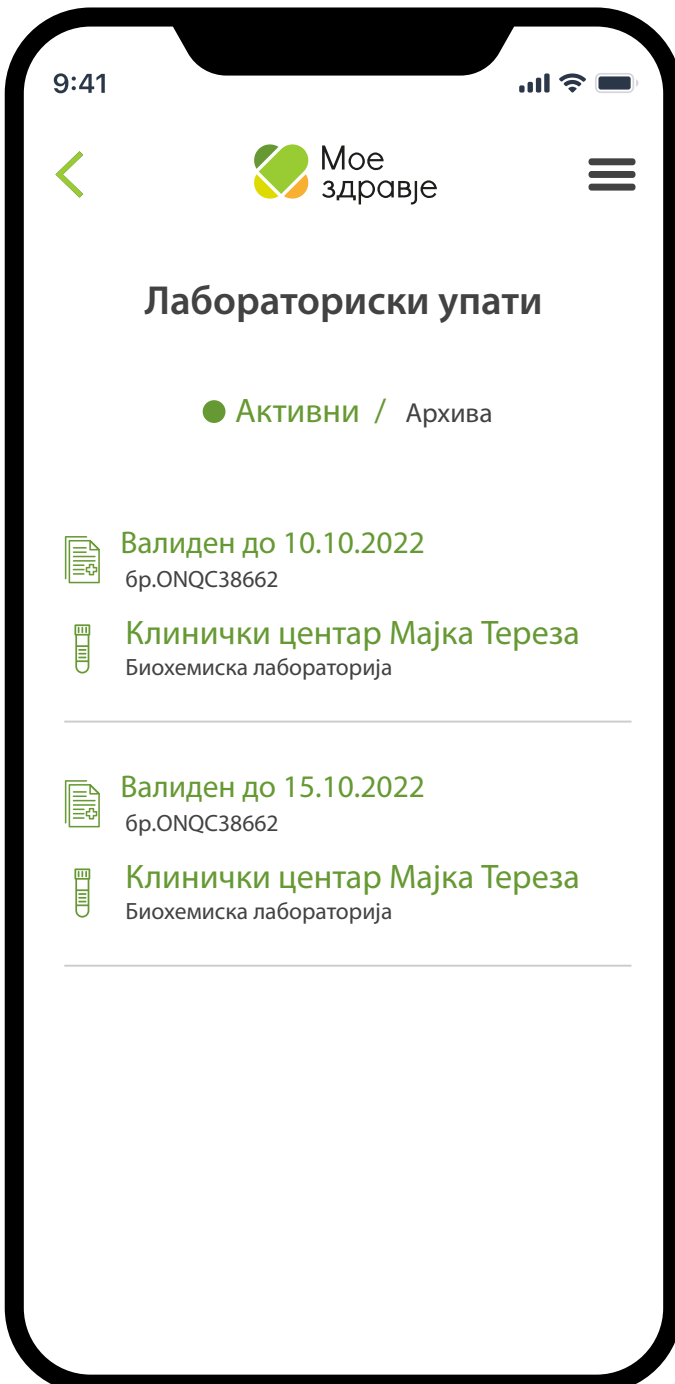 9:41
Мое
здравје
Лабораториски упати
Активни / Архива
Валиден до 10.10.2022
бр.ONQC38662
Клинички центар Мајка Тереза
Биохемиска лабораторија
Валиден до 15.10.2022
бр.ONQC38662
Клинички центар Мајка Тереза
Биохемиска лабораторија